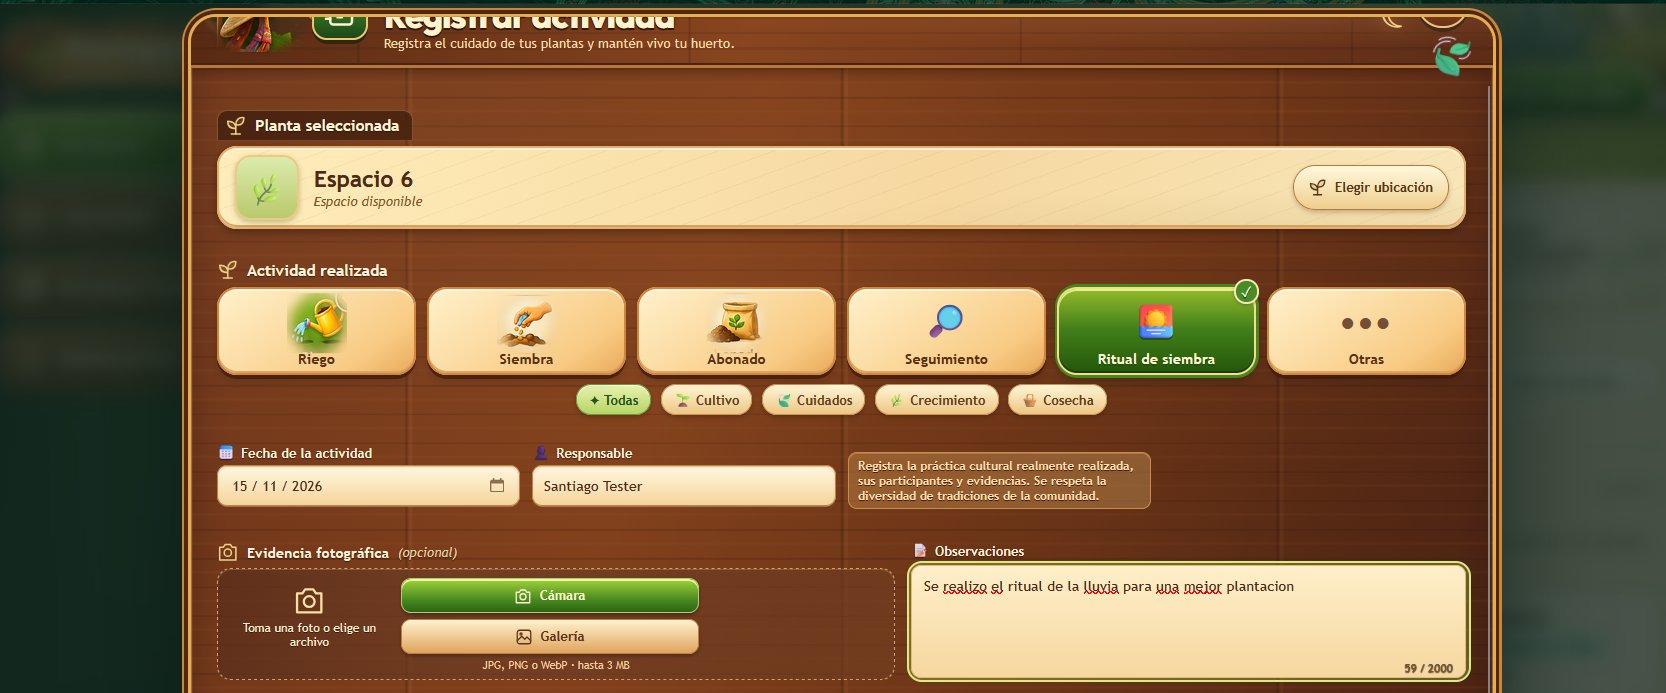 Registrar actividad
Registra el cuidado de tus plantas y mantén vivo tu huerto.
Planta seleccionada
Espacio 6
Espacio disponible
Elegir ubicación
Actividad realizada
Riego
Siembra
Abonado
Seguimiento
Ritual de siembra
Otras
Todas
Cultivo
Cuidados
Crecimiento
Cosecha
Fecha de la actividad
15 / 11 / 2026
Responsable
Santiago Tester
Registra la práctica cultural realmente realizada,
sus participantes y evidencias. Se respeta la
diversidad de tradiciones de la comunidad.
Evidencia fotográfica (opcional)
Toma una foto o elige un
archivo
Cámara
Galería
JPG, PNG o WebP · hasta 3 MB
Observaciones
Se realizo el ritual de la lluvia para una mejor plantacion
59 / 2000